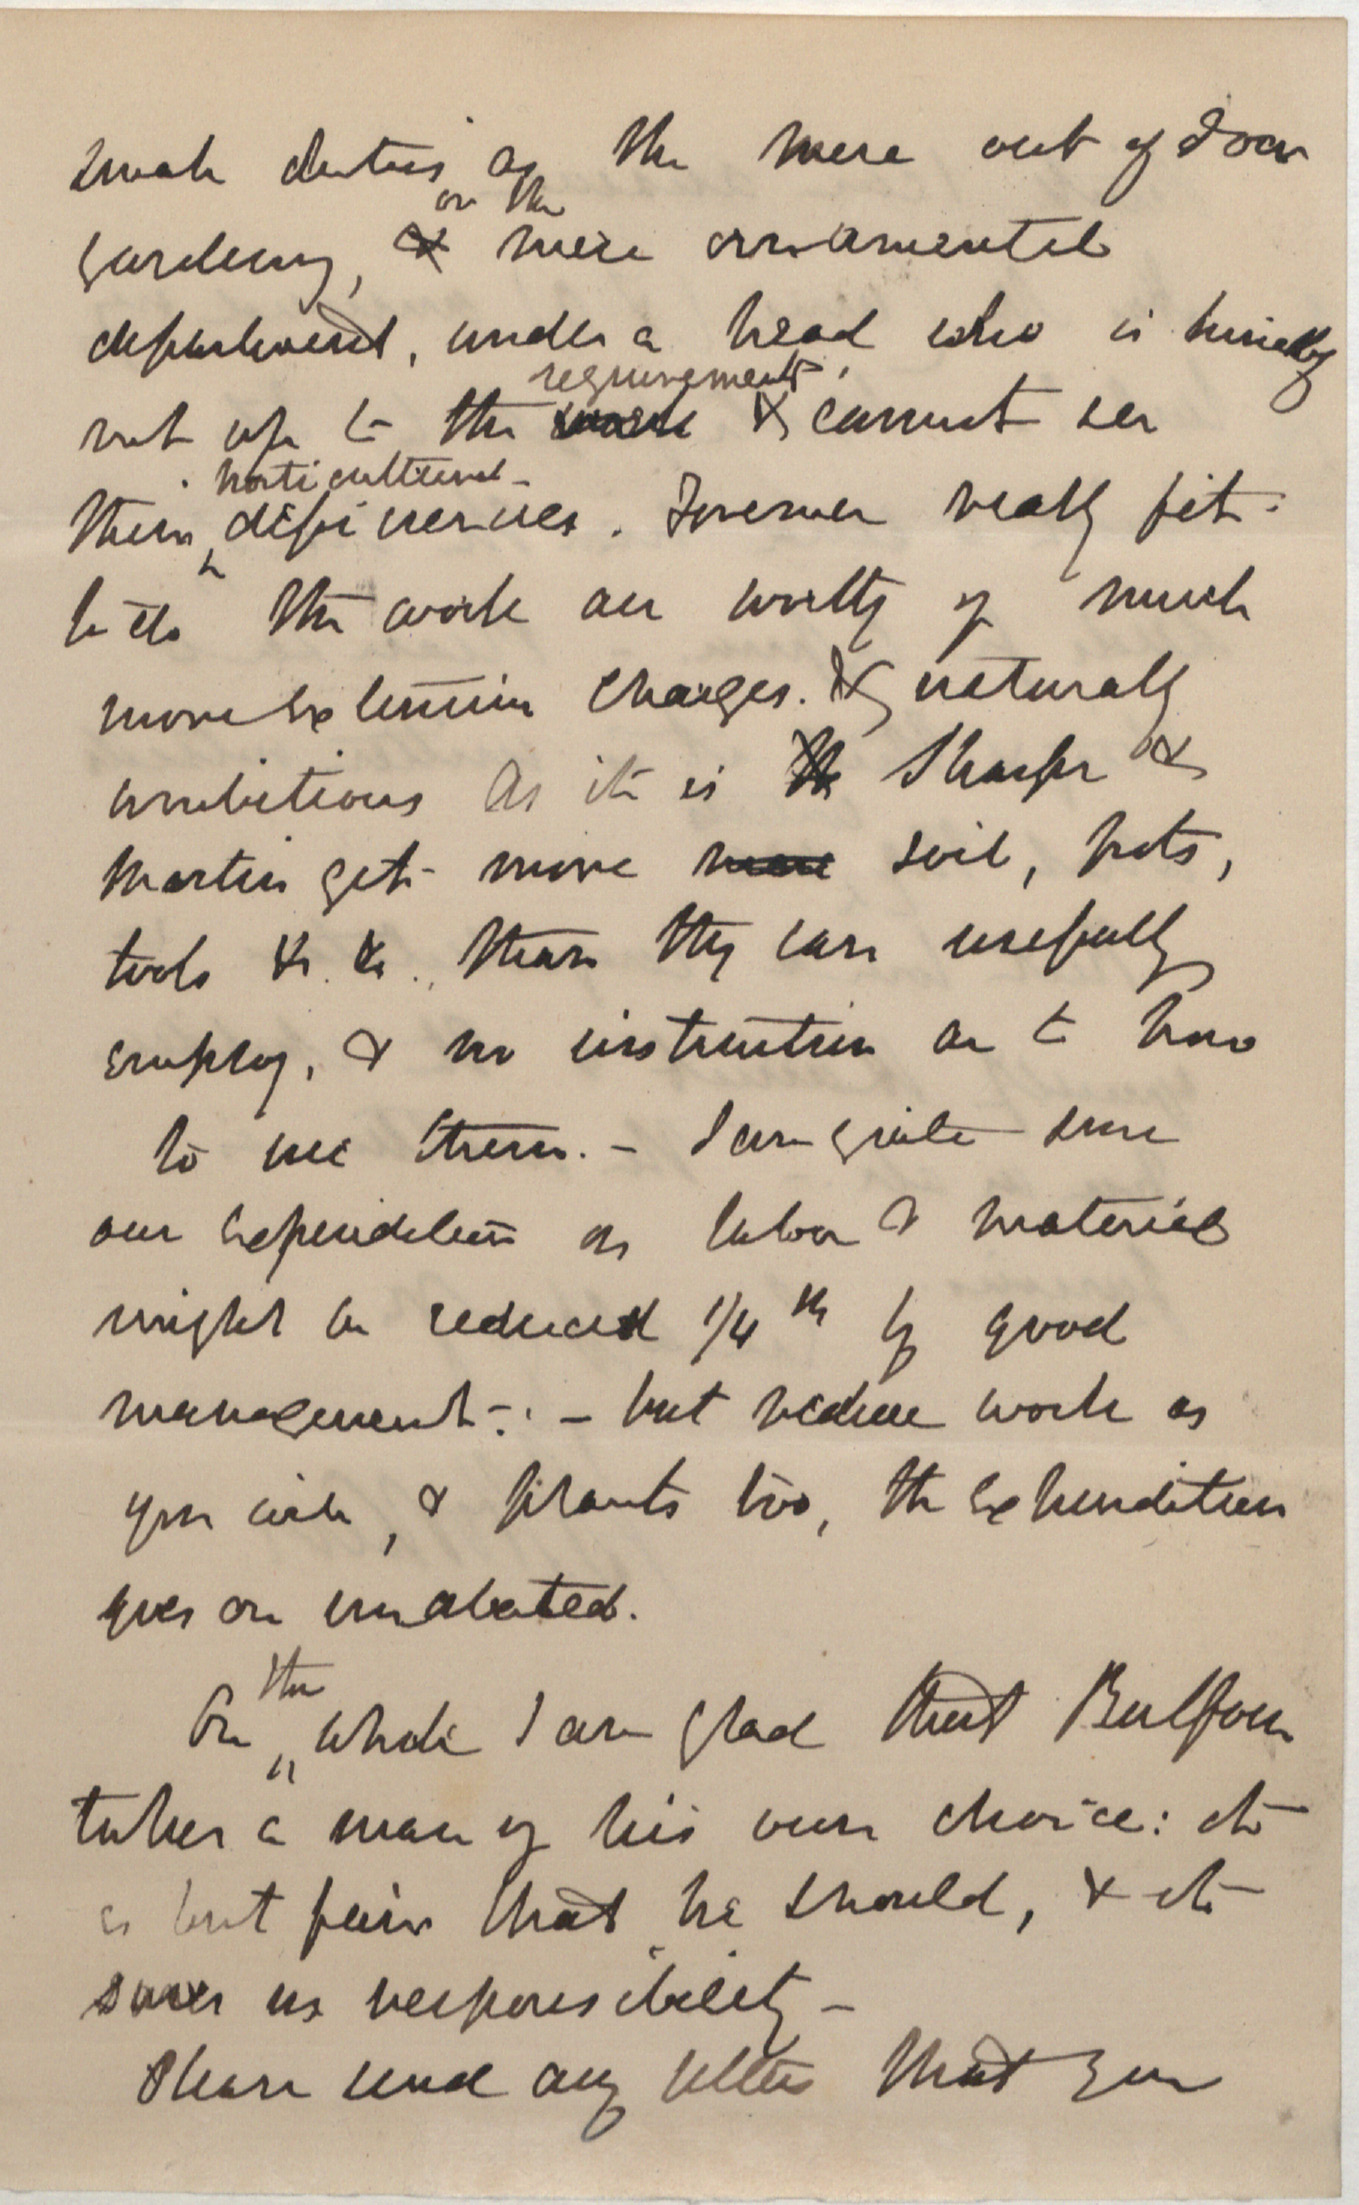 such duties as the mere out of door
gardening, or the mere ornamental
department, under a head who is himself
not up to the requirements, & cannot see
their horticultural deficiencies. Foremen really fit
to do the work are worthy of much
more extensive charges. & naturally
ambitious As it is Sharpe &
Martin get more soil, pots,
tools &c. &c., than they can usefully
employ, & no instruction as to how
to use them. – I am quite sure
our expenditure on labor & materials
might be reduced 1/4th by good
management: – but reduce work as
you will, & plants too, the expenditure
goes on unabated.
On the whole I am glad that Balfour
takes a man of his own choice: it
is but fair that he should, & it
saves us responsibility –
Please send any letters that you